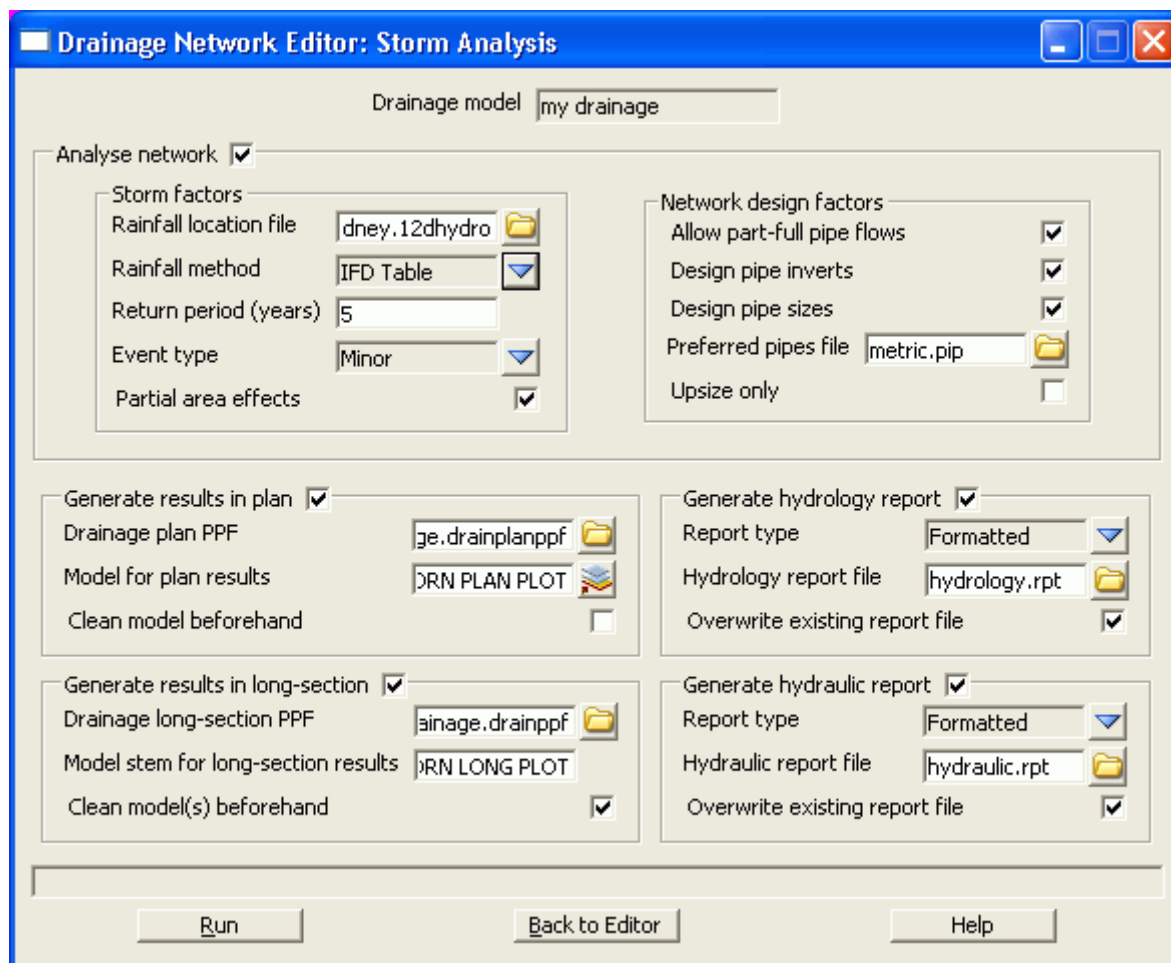 Drainage Network Editor: Storm Analysis
Drainage model my drainage
Analyse network
Storm factors
Rainfall location file dney.12dhydro
Rainfall method IFD Table
Return period (years) 5
Event type Minor
Partial area effects
Network design factors
Allow part-full pipe flows
Design pipe inverts
Design pipe sizes
Preferred pipes file metric.pip
Upsize only
Generate results in plan
Drainage plan PPF ge.drainplanppf
Model for plan results ORN PLAN PLOT
Clean model beforehand
Generate hydrology report
Report type Formatted
Hydrology report file hydrology.rpt
Overwrite existing report file
Generate results in long-section
Drainage long-section PPF ainage.drainppf
Model stem for long-section results ORN LONG PLOT
Clean model(s) beforehand
Generate hydraulic report
Report type Formatted
Hydraulic report file hydraulic.rpt
Overwrite existing report file
Run Back to Editor Help